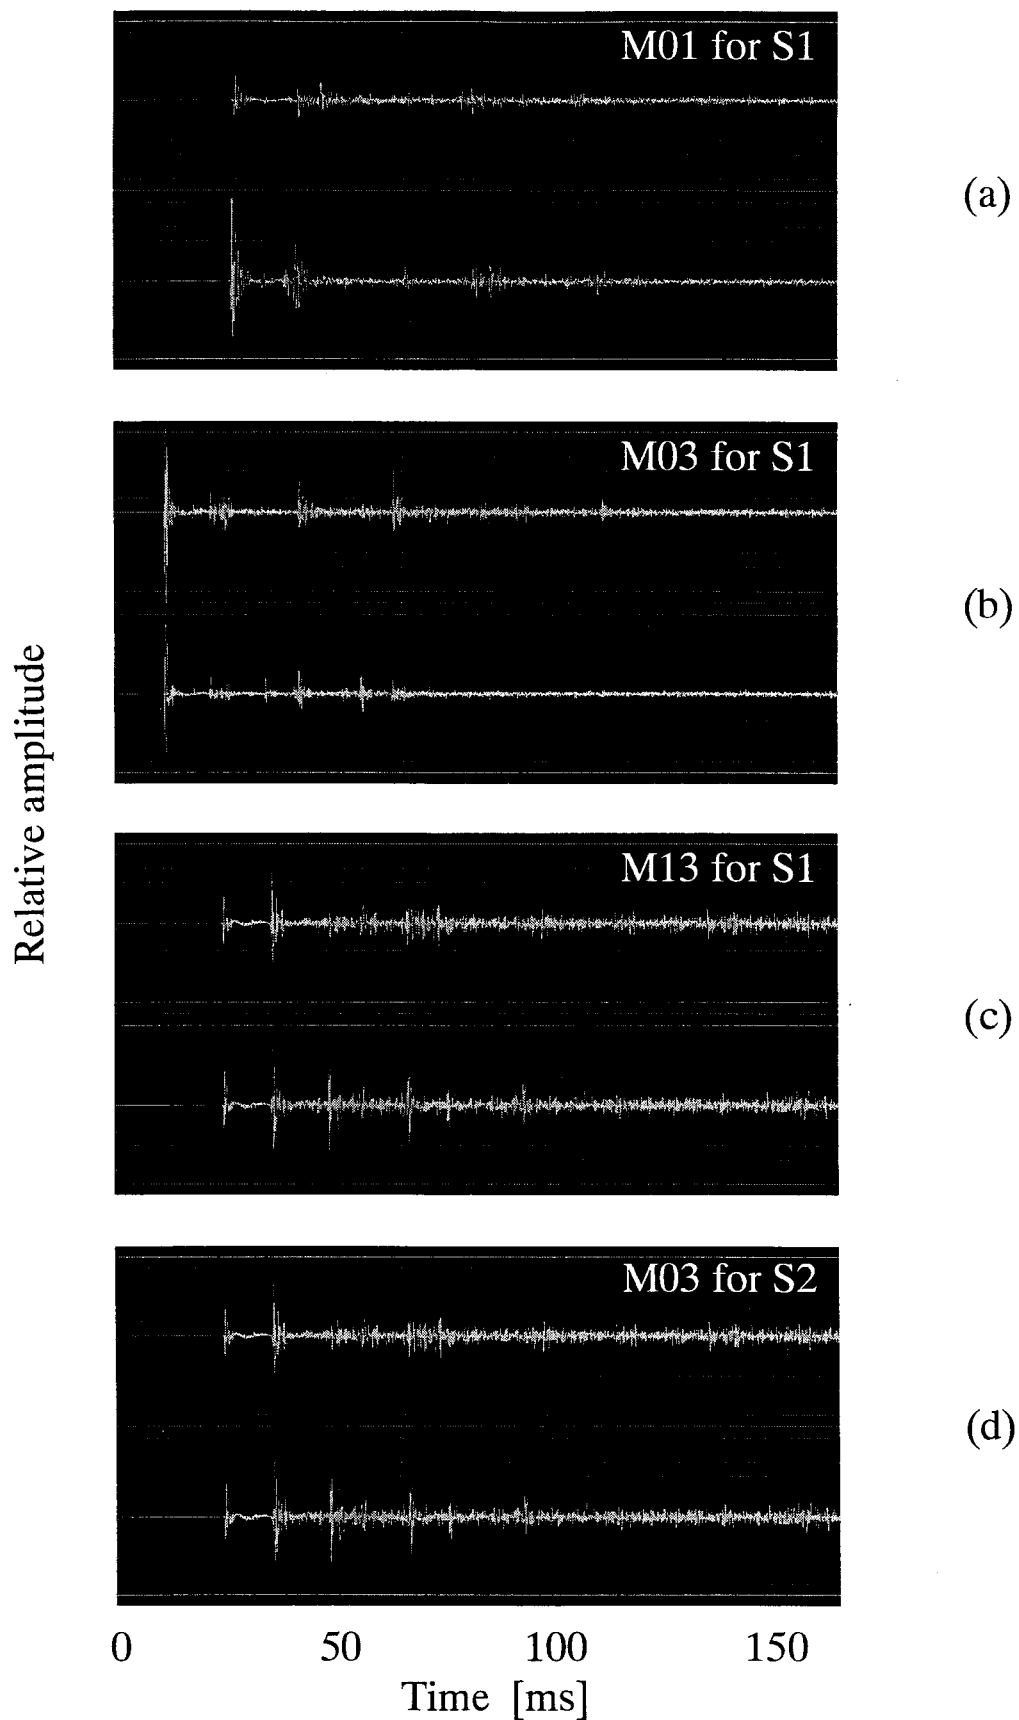 M01 for S1
(a)
M03 for S1
(b)
Relative amplitude
M13 for S1
(c)
M03 for S2
(d)
0 50 100 150
Time [ms]